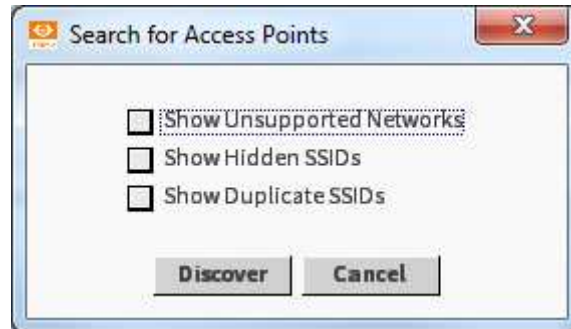 Search for Access Points
Show Unsupported Networks
Show Hidden SSIDs
Show Duplicate SSIDs
Discover Cancel